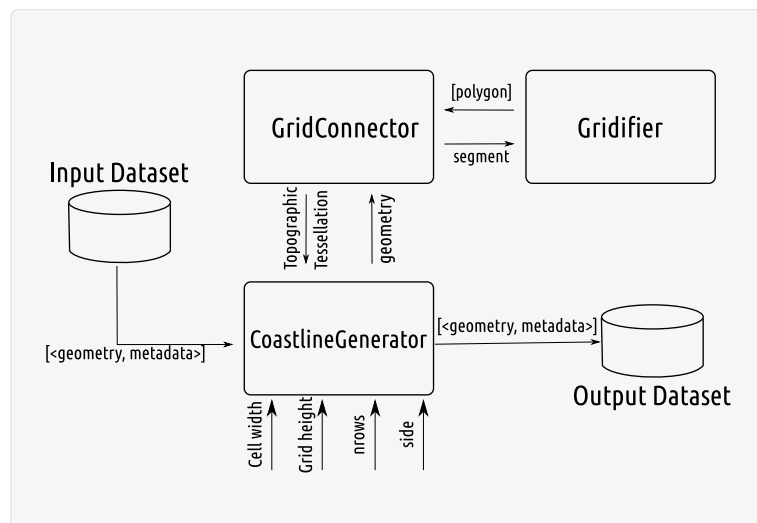 [polygon]
GridConnector
Gridifier
segment
Input Dataset
Topographic
Tessellation
geometry
[<geometry, metadata>]
CoastlineGenerator
[<geometry, metadata>]
Output Dataset
Cell width
Grid height
nrows
side